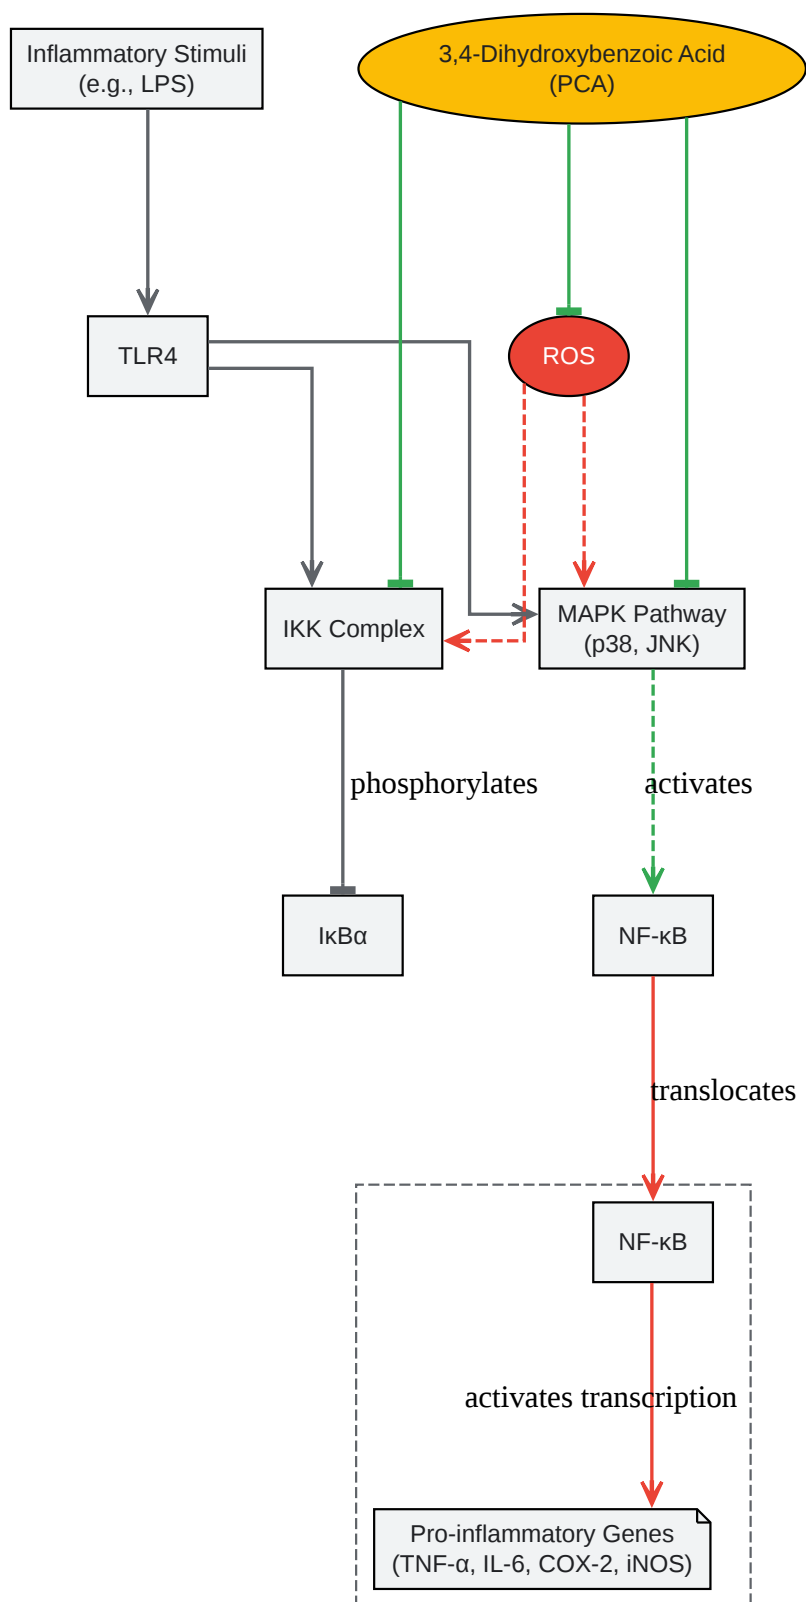 Inflammatory Stimuli
(e.g., LPS)
3,4-Dihydroxybenzoic Acid
(PCA)
TLR4
ROS
IKK Complex
MAPK Pathway
(p38, JNK)
phosphorylates
activates
IκBα
NF-κB
translocates
NF-κB
activates transcription
Pro-inflammatory Genes
(TNF-α, IL-6, COX-2, iNOS)